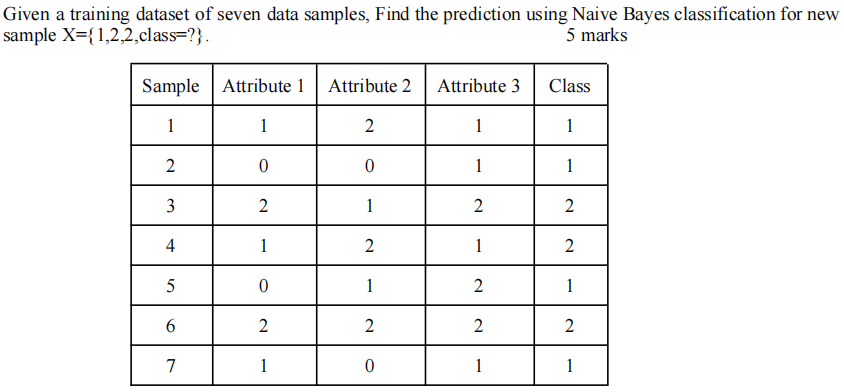 Given a training dataset of seven data samples, Find the prediction using Naive Bayes classification for new
sample X={1,2,2,class=?}. 5 marks
Sample Attribute 1 Attribute 2 Attribute 3 Class
1 1 2 1 1
2 0 0 1 1
3 2 1 2 2
4 1 2 1 2
5 0 1 2 1
6 2 2 2 2
7 1 0 1 1